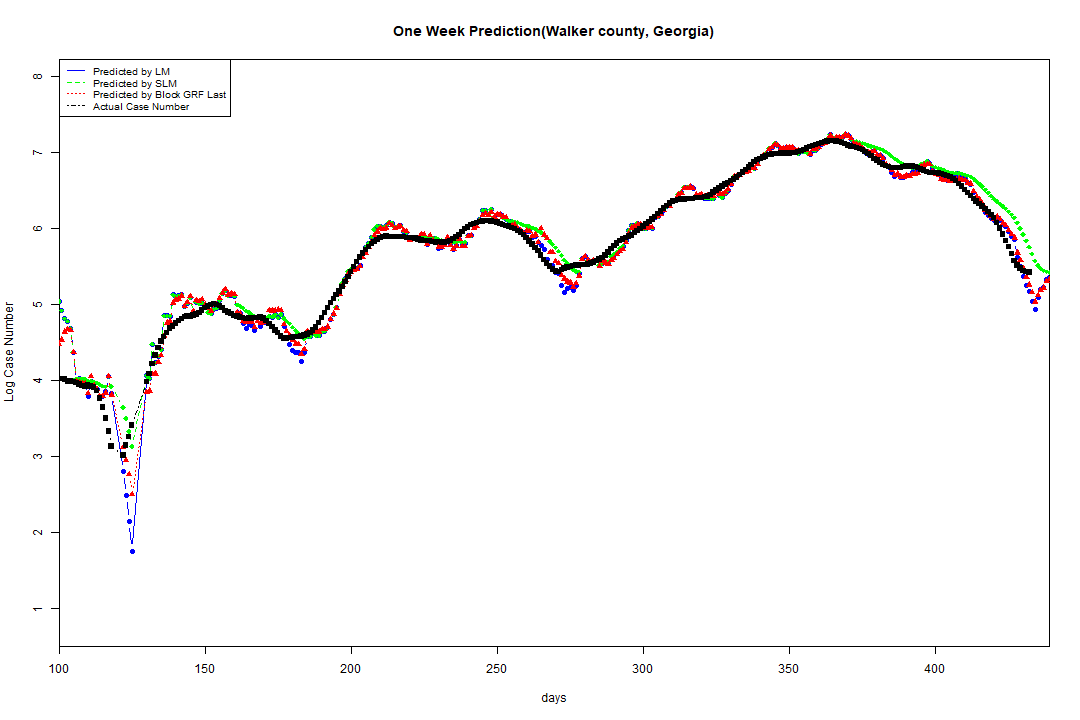 One Week Prediction(Walker county, Georgia)
Predicted by LM
Predicted by SLM
Predicted by Block GRF Last
Actual Case Number
Log Case Number
8
7
6
5
4
3
2
1
100 150 200 250 300 350 400
days